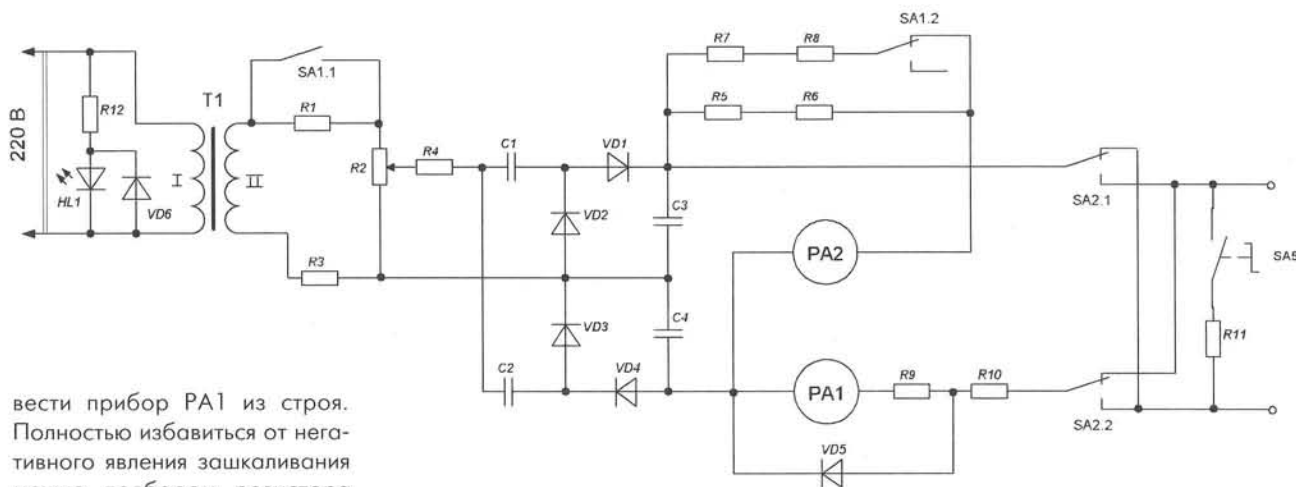 220 В
R12
HL1
VD6
T1
I
II
SA1.1
R1
R2
R3
R4
C1
C2
VD1
VD2
VD3
VD4
C3
C4
R7
R8
SA1.2
R5
R6
PA2
PA1
R9
R10
VD5
SA2.1
SA2.2
SA5
R11
вести прибор PA1 из строя.
Полностью избавиться от нега-
тивного явления зашкаливания